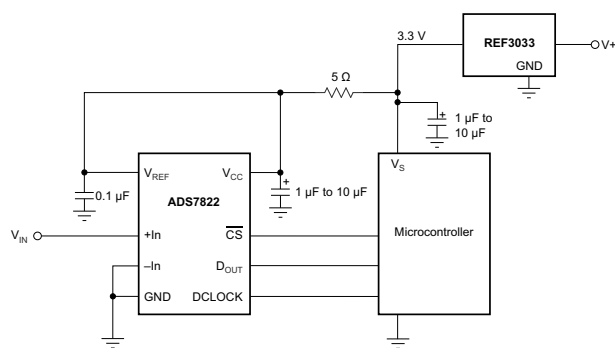 3.3 V
REF3033
V+
GND
5 Ω
+
1 µF to
10 µF
VREF
VCC
VS
0.1 µF
ADS7822
+
1 µF to 10 µF
VIN
+In
CS
Microcontroller
–In
DOUT
GND
DCLOCK